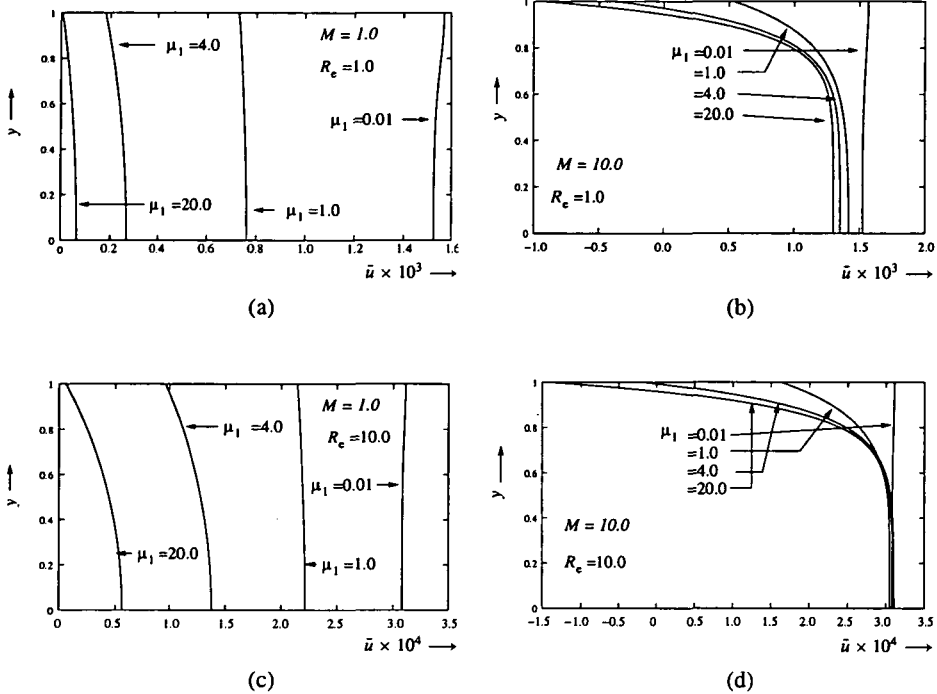 1
0.8
0.6
0.4
0.2
0
y
μ₁ =4.0
M = 1.0
Rₑ =1.0
μ₁ =0.01
μ₁ =20.0
μ₁ =1.0
0 0.2 0.4 0.6 0.8 1.0 1.2 1.4 1.6
ū × 10³
(a)
1
0.8
0.6
0.4
0.2
0
y
μ₁ =0.01
=1.0
=4.0
=20.0
M = 10.0
Rₑ =1.0
-1.0 -0.5 0.0 0.5 1.0 1.5 2.0
ū × 10³
(b)
1
0.8
0.6
0.4
0.2
0
y
M = 1.0
μ₁ =4.0
Rₑ =10.0
μ₁ =0.01
μ₁ =20.0
μ₁ =1.0
0 0.5 1.0 1.5 2.0 2.5 3.0 3.5
ū × 10⁴
(c)
1
0.8
0.6
0.4
0.2
0
y
μ₁ =0.01
=1.0
=4.0
=20.0
M = 10.0
Rₑ =10.0
-1.5 -1.0 -0.5 0 0.5 1.0 1.5 2.0 2.5 3.0 3.5
ū × 10⁴
(d)